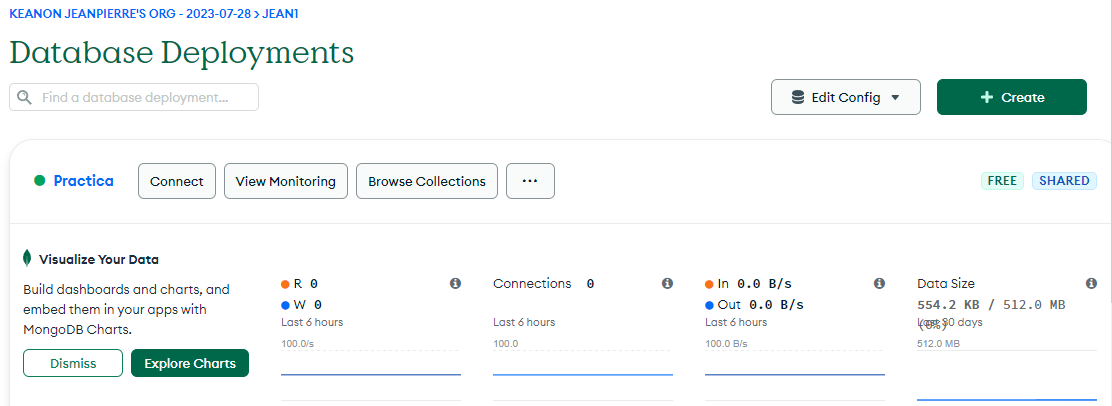 KEANON JEANPIERRE'S ORG - 2023-07-28 > JEAN1
Database Deployments
Find a database deployment...
Edit Config
+ Create
Practica
Connect
View Monitoring
Browse Collections
...
FREE
SHARED
Visualize Your Data
Build dashboards and charts, and
embed them in your apps with
MongoDB Charts.
Dismiss
Explore Charts
R 0
W 0
Last 6 hours
100.0/s
Connections 0
Last 6 hours
100.0
In 0.0 B/s
Out 0.0 B/s
Last 6 hours
100.0 B/s
Data Size
554.2 KB / 512.0 MB
(0%)
Last 30 days
512.0 MB